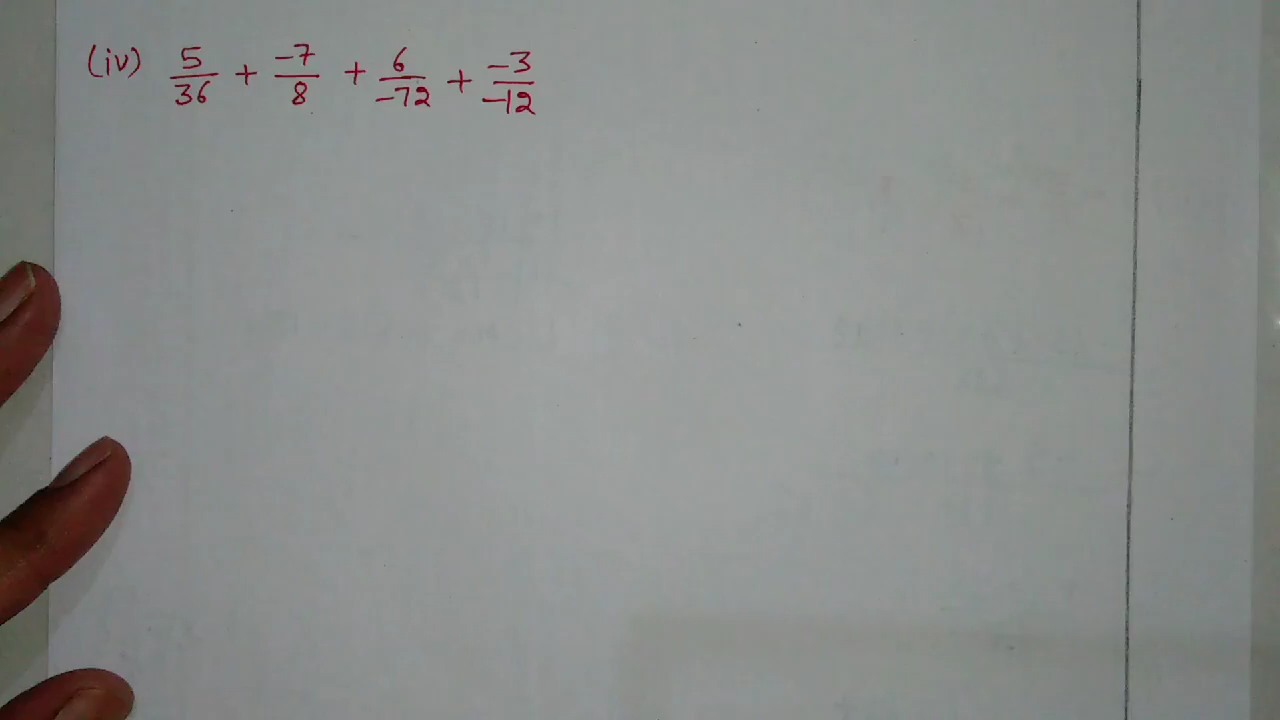 (iv) 5/36 + -7/8 + 6/-72 + -3/-12